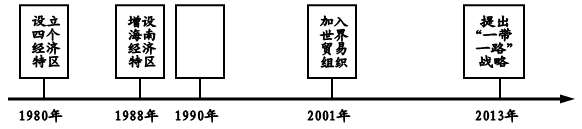 设立
四个
经济
特区
增设
海南
经济
特区
加入
世界
贸易
组织
提出
“一带
一路”
战略
1980年
1988年
1990年
2001年
2013年